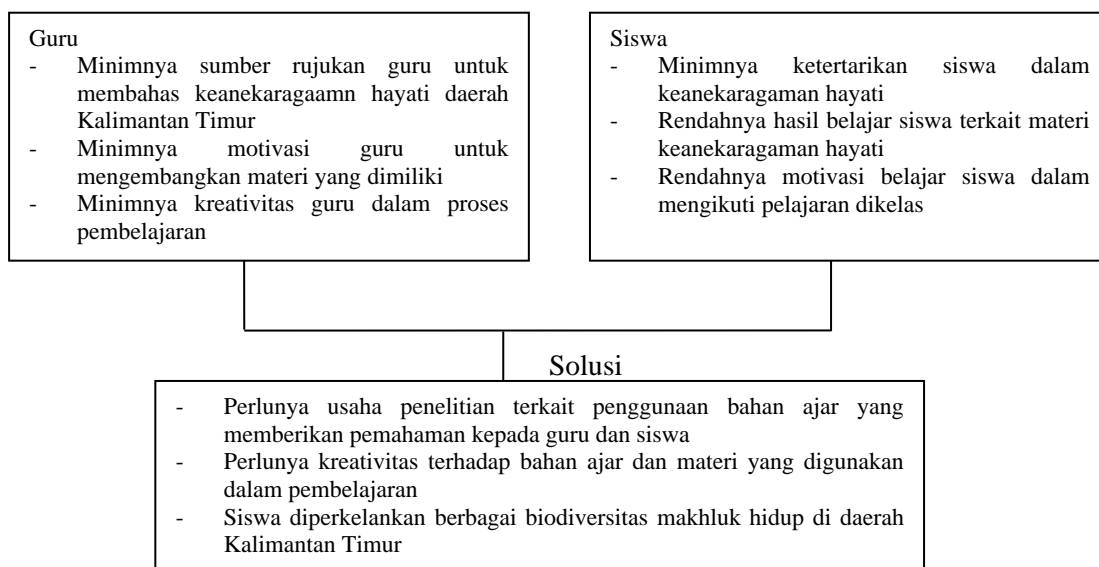 Guru
- Minimnya sumber rujukan guru untuk
membahas keanekaragaamn hayati daerah
Kalimantan Timur
- Minimnya motivasi guru untuk
mengembangkan materi yang dimiliki
- Minimnya kreativitas guru dalam proses
pembelajaran
Siswa
- Minimnya ketertarikan siswa dalam
keanekaragaman hayati
- Rendahnya hasil belajar siswa terkait materi
keanekaragaman hayati
- Rendahnya motivasi belajar siswa dalam
mengikuti pelajaran dikelas
Solusi
- Perlunya usaha penelitian terkait penggunaan bahan ajar yang
memberikan pemahaman kepada guru dan siswa
- Perlunya kreativitas terhadap bahan ajar dan materi yang digunakan
dalam pembelajaran
- Siswa diperkelankan berbagai biodiversitas makhluk hidup di daerah
Kalimantan Timur